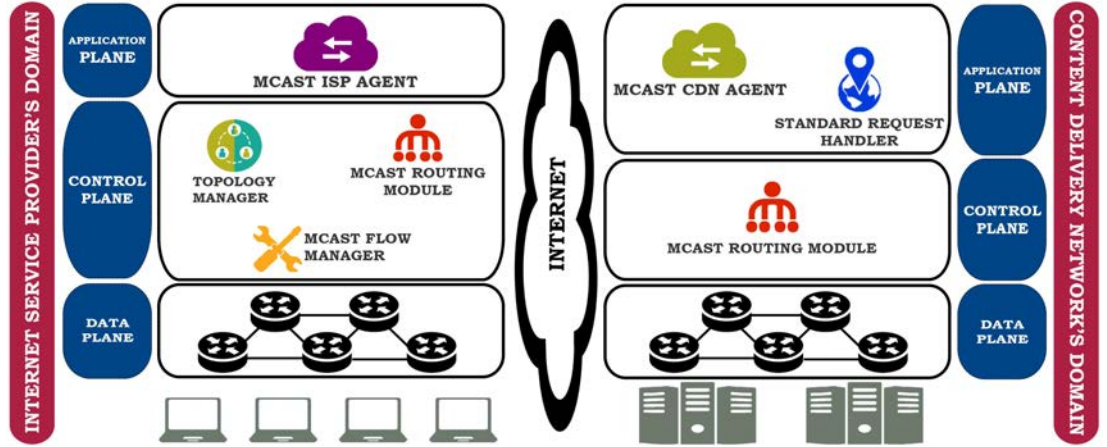 INTERNET SERVICE PROVIDER'S DOMAIN
APPLICATION
PLANE
MCAST ISP AGENT
CONTROL
PLANE
TOPOLOGY
MANAGER
MCAST ROUTING
MODULE
MCAST FLOW
MANAGER
DATA
PLANE
INTERNET
MCAST CDN AGENT
STANDARD REQUEST
HANDLER
APPLICATION
PLANE
MCAST ROUTING MODULE
CONTROL
PLANE
DATA
PLANE
CONTENT DELIVERY NETWORK'S DOMAIN